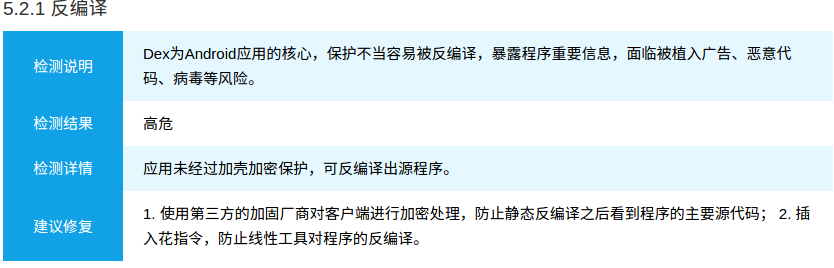 5.2.1 反编译
检测说明
Dex为Android应用的核心，保护不当容易被反编译，暴露程序重要信息，面临被植入广告、恶意代
码、病毒等风险。
检测结果
高危
检测详情
应用未经过加壳加密保护，可反编译出源程序。
建议修复
1. 使用第三方的加固厂商对客户端进行加密处理，防止静态反编译之后看到程序的主要源代码； 2. 插
入花指令，防止线性工具对程序的反编译。